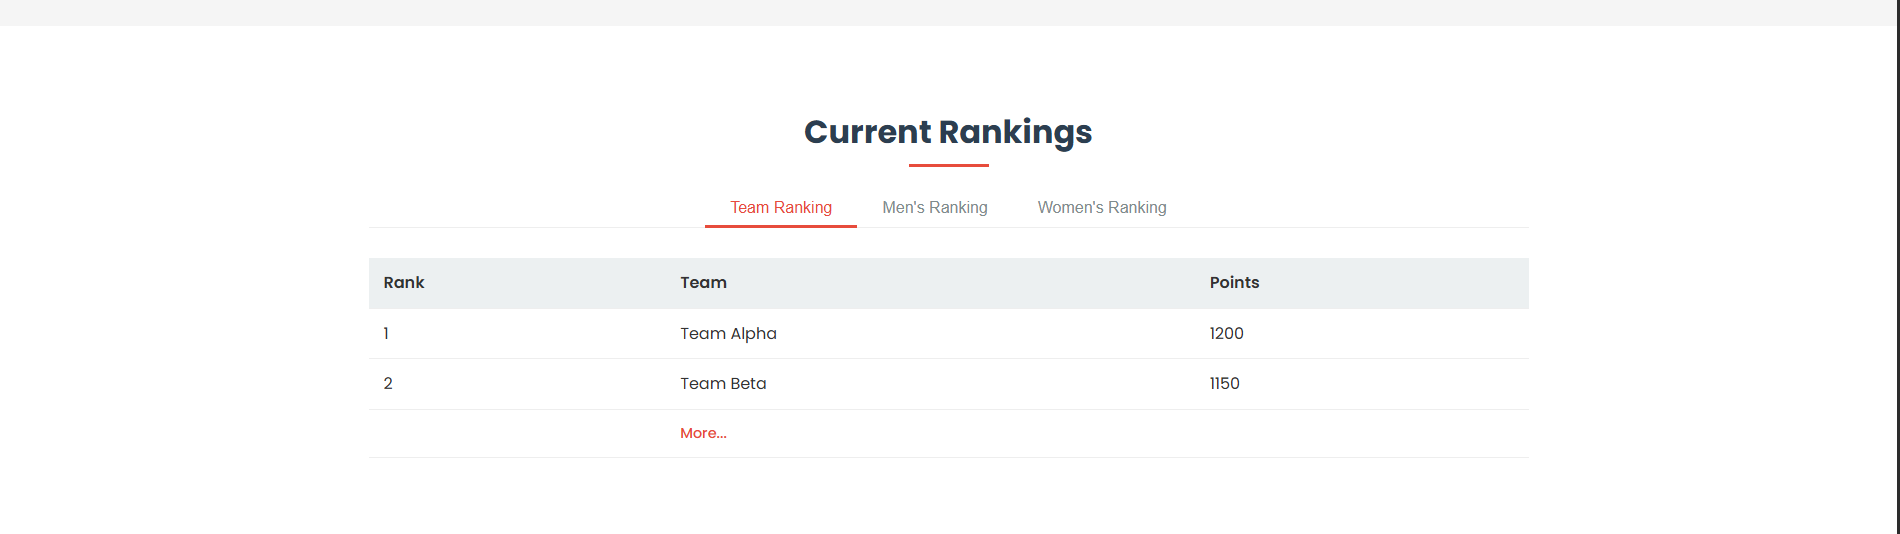 Current Rankings
Team Ranking Men's Ranking Women's Ranking
Rank Team Points
1 Team Alpha 1200
2 Team Beta 1150
More...